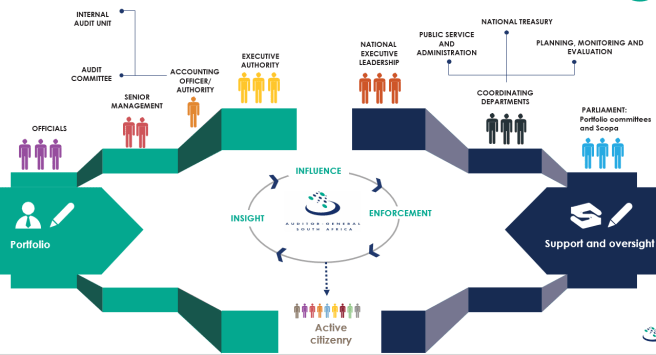 INTERNAL
AUDIT UNIT
AUDIT
COMMITTEE
ACCOUNTING
OFFICER/
AUTHORITY
SENIOR
MANAGEMENT
OFFICIALS
EXECUTIVE
AUTHORITY
NATIONAL
EXECUTIVE
LEADERSHIP
PUBLIC SERVICE
AND
ADMINISTRATION
NATIONAL TREASURY
PLANNING, MONITORING AND
EVALUATION
COORDINATING
DEPARTMENTS
PARLIAMENT:
Portfolio committees
and Scopa
INFLUENCE
INSIGHT
ENFORCEMENT
AUDITOR-GENERAL
SOUTH AFRICA
Portfolio
Support and oversight
Active
citizenry